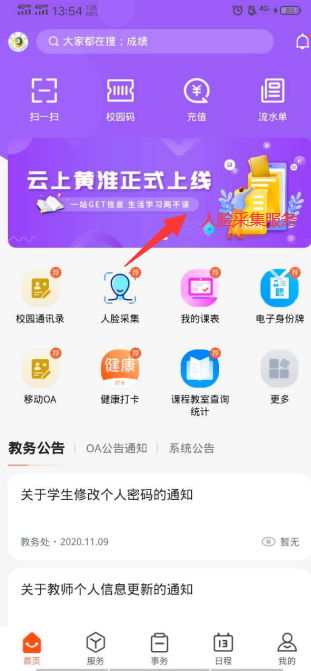 13:54
大家都在搜：成绩
扫一扫
校园码
充值
流水单
云上黄淮正式上线
一站GET信息 生活学习两不误
人脸采集服务
荐
荐
荐
荐
校园通讯录
人脸采集
我的课表
电子身份牌
荐
荐
健康
打卡
荐
移动OA
健康打卡
课程教室查询统计
更多
教务公告
OA公告通知
系统公告
关于学生修改个人密码的通知
教务处・2020.11.09
暂无
关于教师个人信息更新的通知
13
首页
服务
事务
日程
我的